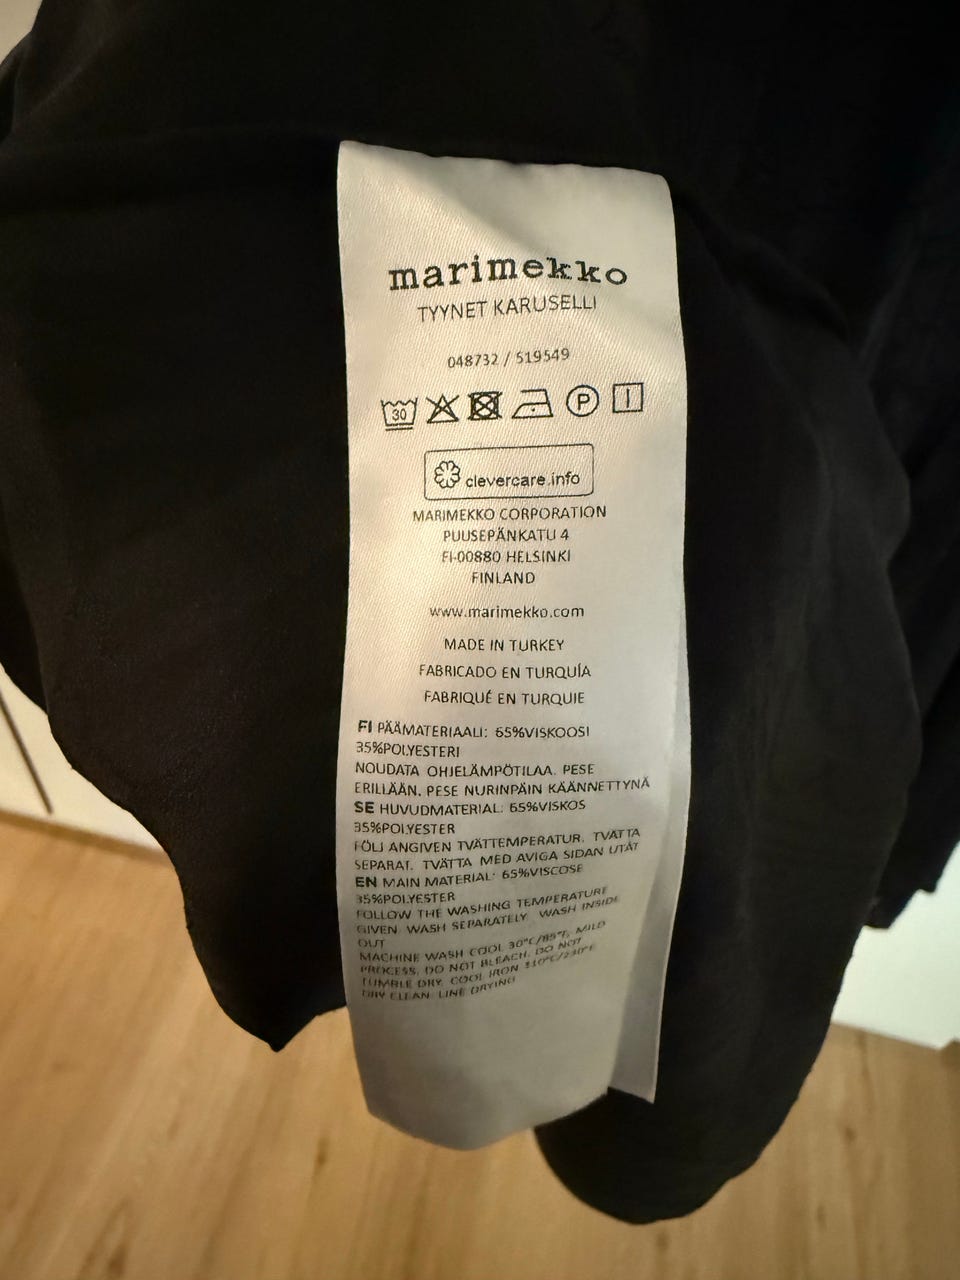 marimekko
TYYNET KARUSELLI
048732 / 519549
30 P
clevercare.info
MARIMEKKO CORPORATION
PUUSEPÄNKATU 4
FI-00880 HELSINKI
FINLAND
www.marimekko.com
MADE IN TURKEY
FABRICADO EN TURQUÍA
FABRIQUÉ EN TURQUIE
FI PÄÄMATERIAALI: 65%VISKOOSI
35%POLYESTERI
NOUDATA OHJELÄMPÖTILAA. PESE
ERILLÄÄN. PESE NURINPÄIN KÄÄNNETTYNÄ
SE HUVUDMATERIAL: 65%VISKOS
35%POLYESTER
FÖLJ ANGIVEN TVÄTTEMPERATUR. TVÄTTA
SEPARAT. TVÄTTA MED AVIGA SIDAN UTÅT
EN MAIN MATERIAL: 65%VISCOSE
35%POLYESTER
FOLLOW THE WASHING TEMPERATURE
GIVEN. WASH SEPARATELY. WASH INSIDE
OUT
MACHINE WASH COOL 30°C/85°F, MILD
PROCESS. DO NOT BLEACH. DO NOT
TUMBLE DRY. COOL IRON 110°C/230°F
DRY CLEAN. LINE DRYING